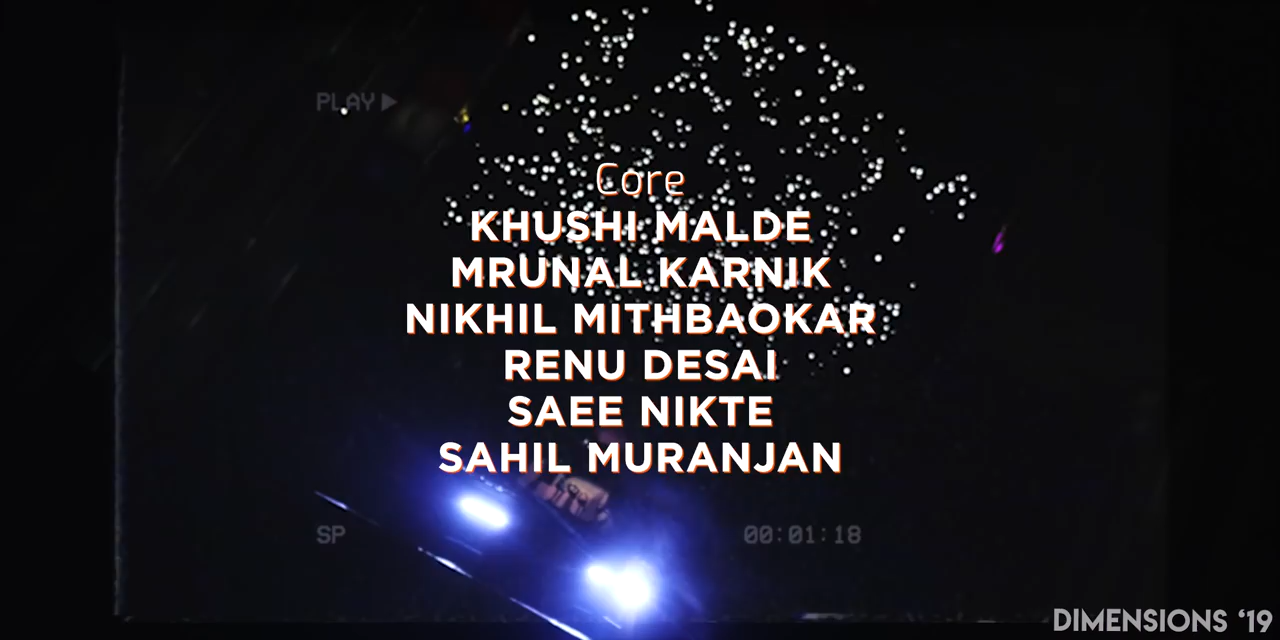 PLAY
Core
KHUSHI MALDE
MRUNAL KARNIK
NIKHIL MITHBAOKAR
RENU DESAI
SAEE NIKTE
SAHIL MURANJAN
SP 00:01:18
DIMENSIONS ‘19